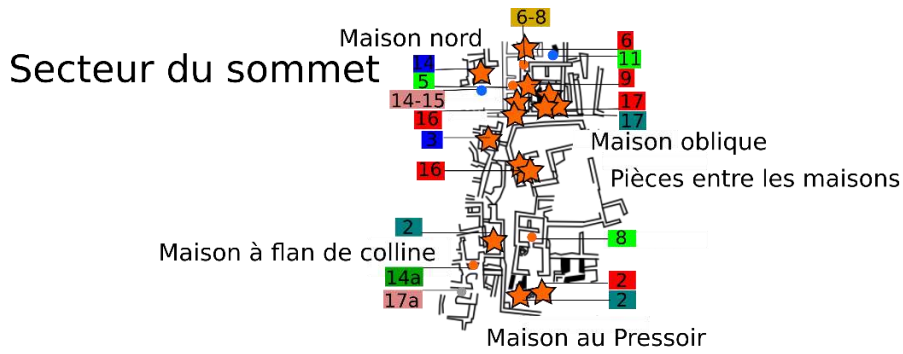 6-8
Maison nord
6
Secteur du sommet
14
11
5
9
14-15
17
16
17
3
Maison oblique
16
Pièces entre les maisons
2
8
Maison à flan de colline
14a
2
17a
2
Maison au Pressoir